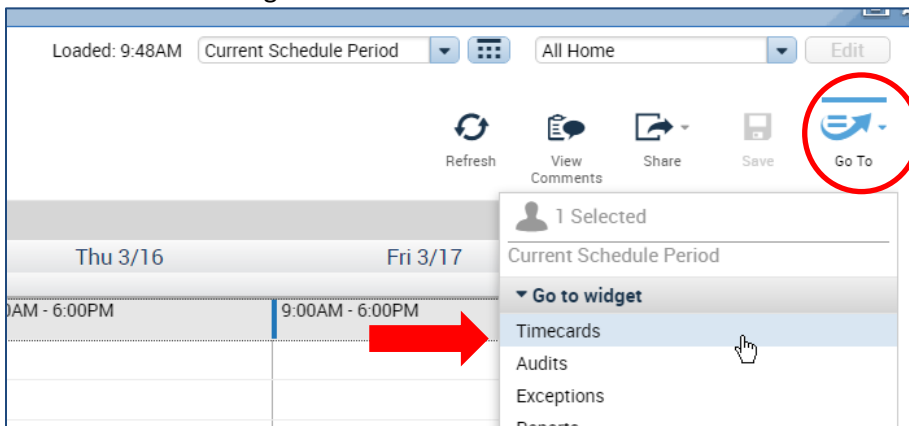 Loaded: 9:48AM Current Schedule Period All Home Edit
Refresh View Comments Share Save Go To
1 Selected
Current Schedule Period
Thu 3/16 Fri 3/17
Go to widget
AM - 6:00PM 9:00AM - 6:00PM
Timecards
Audits
Exceptions
Reports